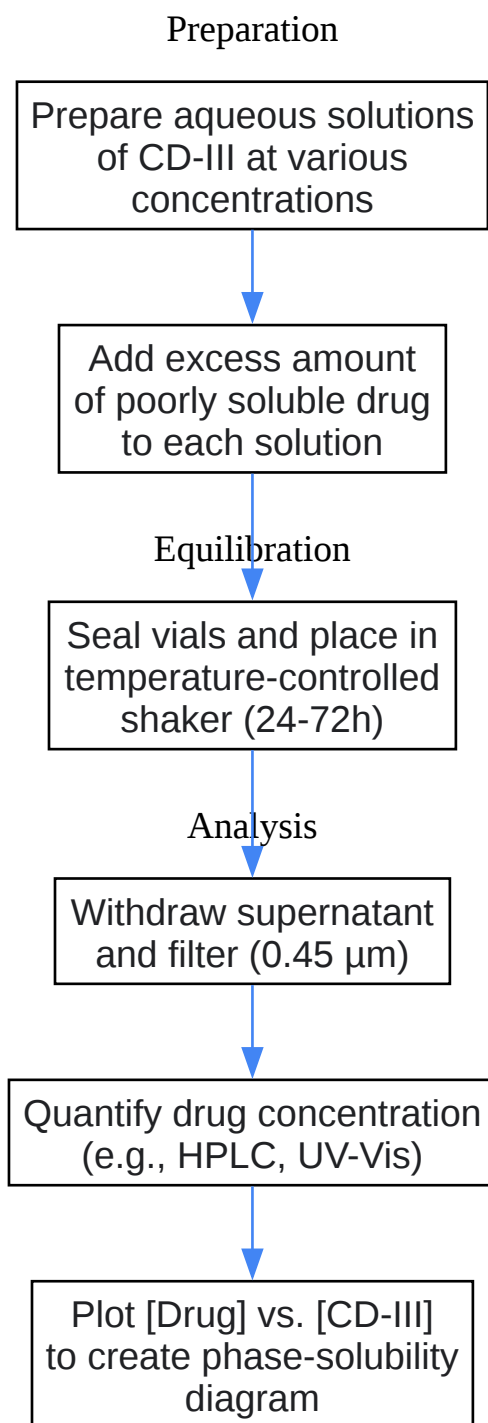 Preparation
Prepare aqueous solutions
of CD-III at various
concentrations
Add excess amount
of poorly soluble drug
to each solution
Equilibration
Seal vials and place in
temperature-controlled
shaker (24-72h)
Analysis
Withdraw supernatant
and filter (0.45 µm)
Quantify drug concentration
(e.g., HPLC, UV-Vis)
Plot [Drug] vs. [CD-III]
to create phase-solubility
diagram